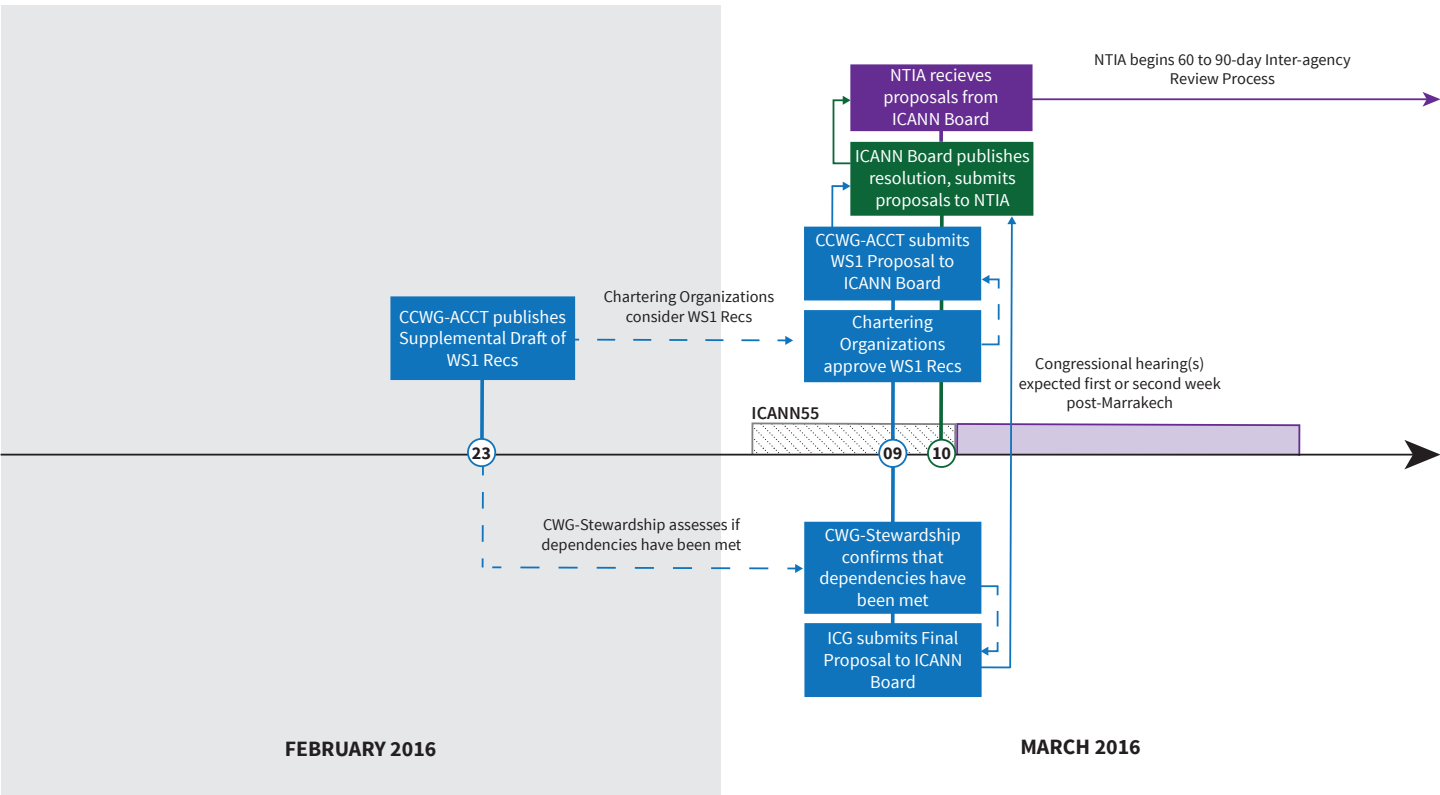 NTIA begins 60 to 90-day Inter-agency
Review Process
NTIA recieves
proposals from
ICANN Board
ICANN Board publishes
resolution, submits
proposals to NTIA
CCWG-ACCT submits
WS1 Proposal to
ICANN Board
Chartering Organizations
consider WS1 Recs
CCWG-ACCT publishes
Supplemental Draft of
WS1 Recs
Chartering
Organizations
approve WS1 Recs
Congressional hearing(s)
expected first or second week
post-Marrakech
ICANN55
23
09
10
CWG-Stewardship assesses if
dependencies have been met
CWG-Stewardship
confirms that
dependencies have
been met
ICG submits Final
Proposal to ICANN
Board
FEBRUARY 2016
MARCH 2016